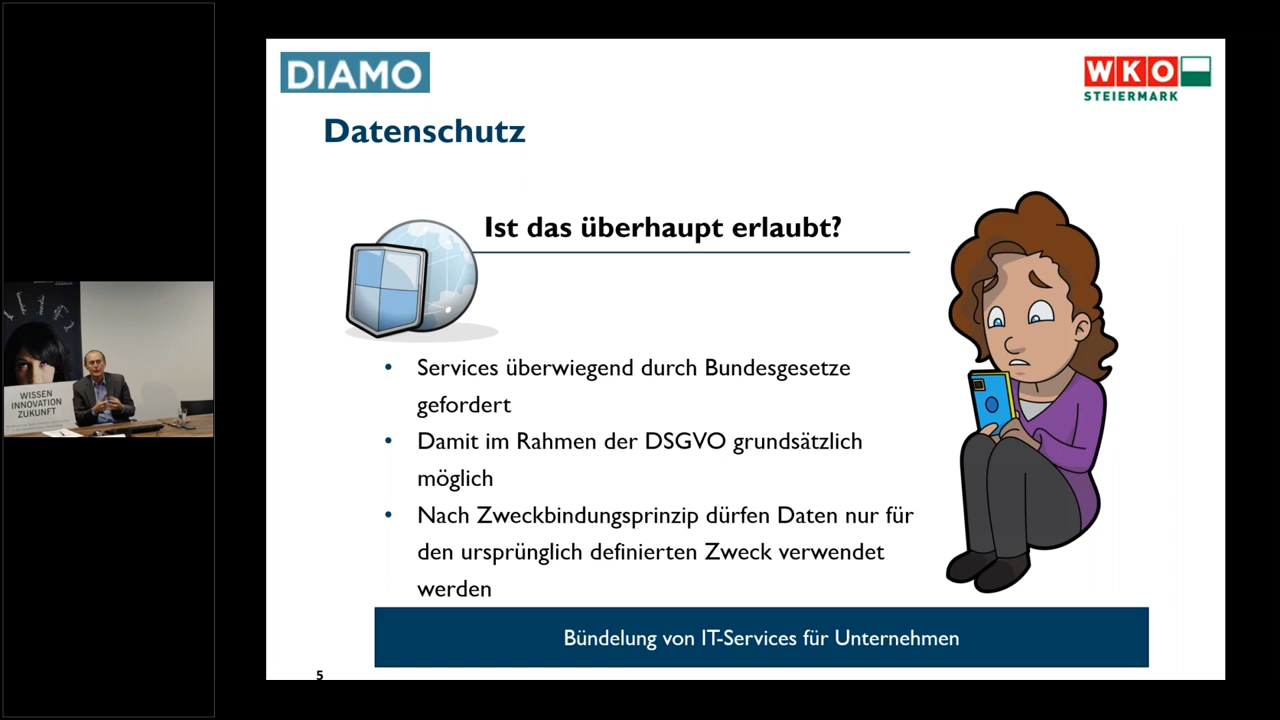 DIAMO
WKO
STEIERMARK
Datenschutz
Ist das überhaupt erlaubt?
• Services überwiegend durch Bundesgesetze
gefordert
• Damit im Rahmen der DSGVO grundsätzlich
möglich
• Nach Zweckbindungsprinzip dürfen Daten nur für
den ursprünglich definierten Zweck verwendet
werden
Bündelung von IT-Services für Unternehmen
5
WISSEN
INNOVATION
ZUKUNFT